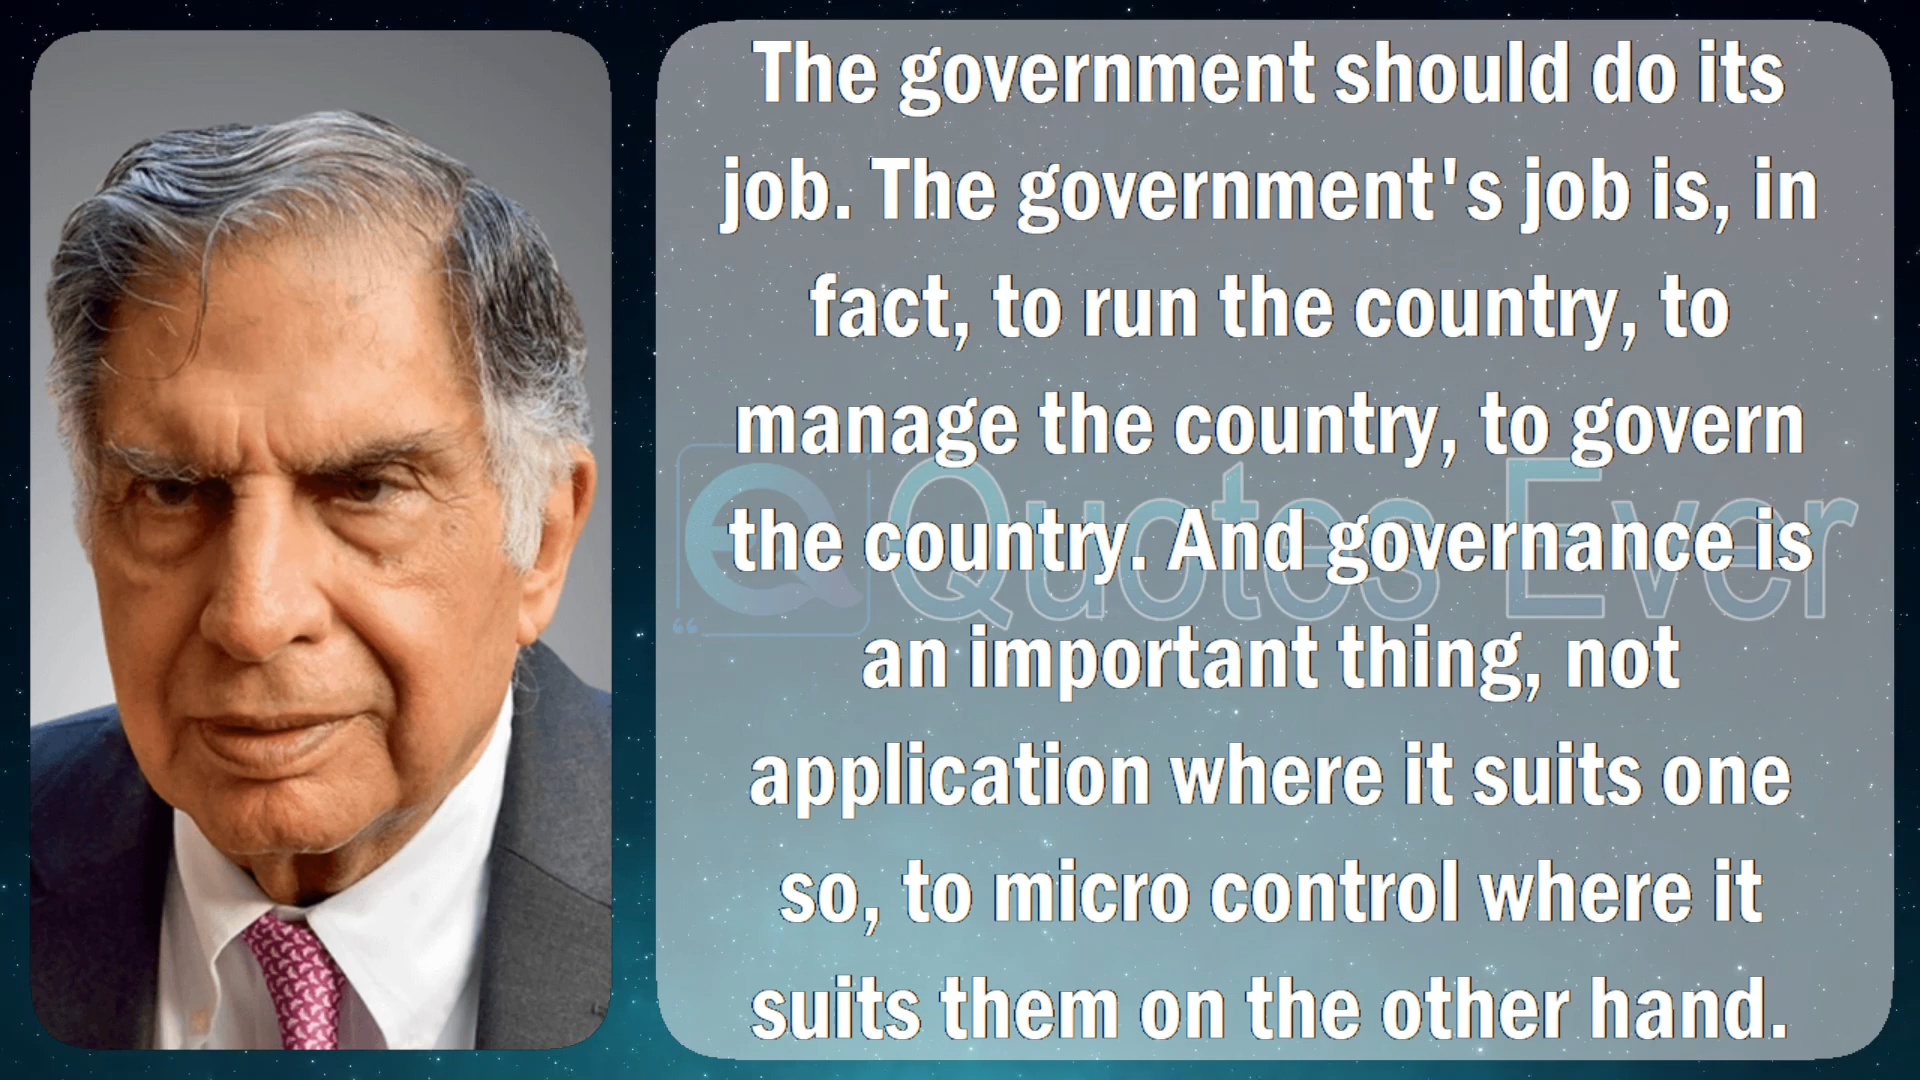 The government should do its
job. The government's job is, in
fact, to run the country, to
manage the country, to govern
the country. And governance is
Quotes Ever
an important thing, not
application where it suits one
so, to micro control where it
suits them on the other hand.